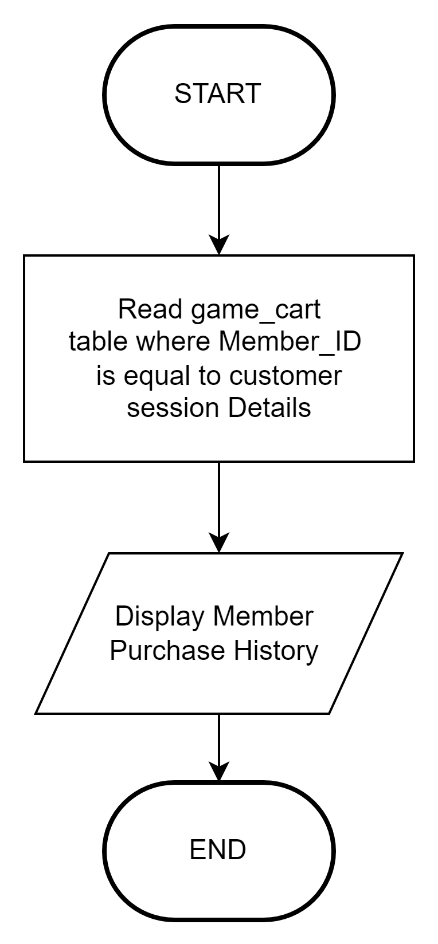 START
Read game_cart
table where Member_ID
is equal to customer
session Details
Display Member
Purchase History
END